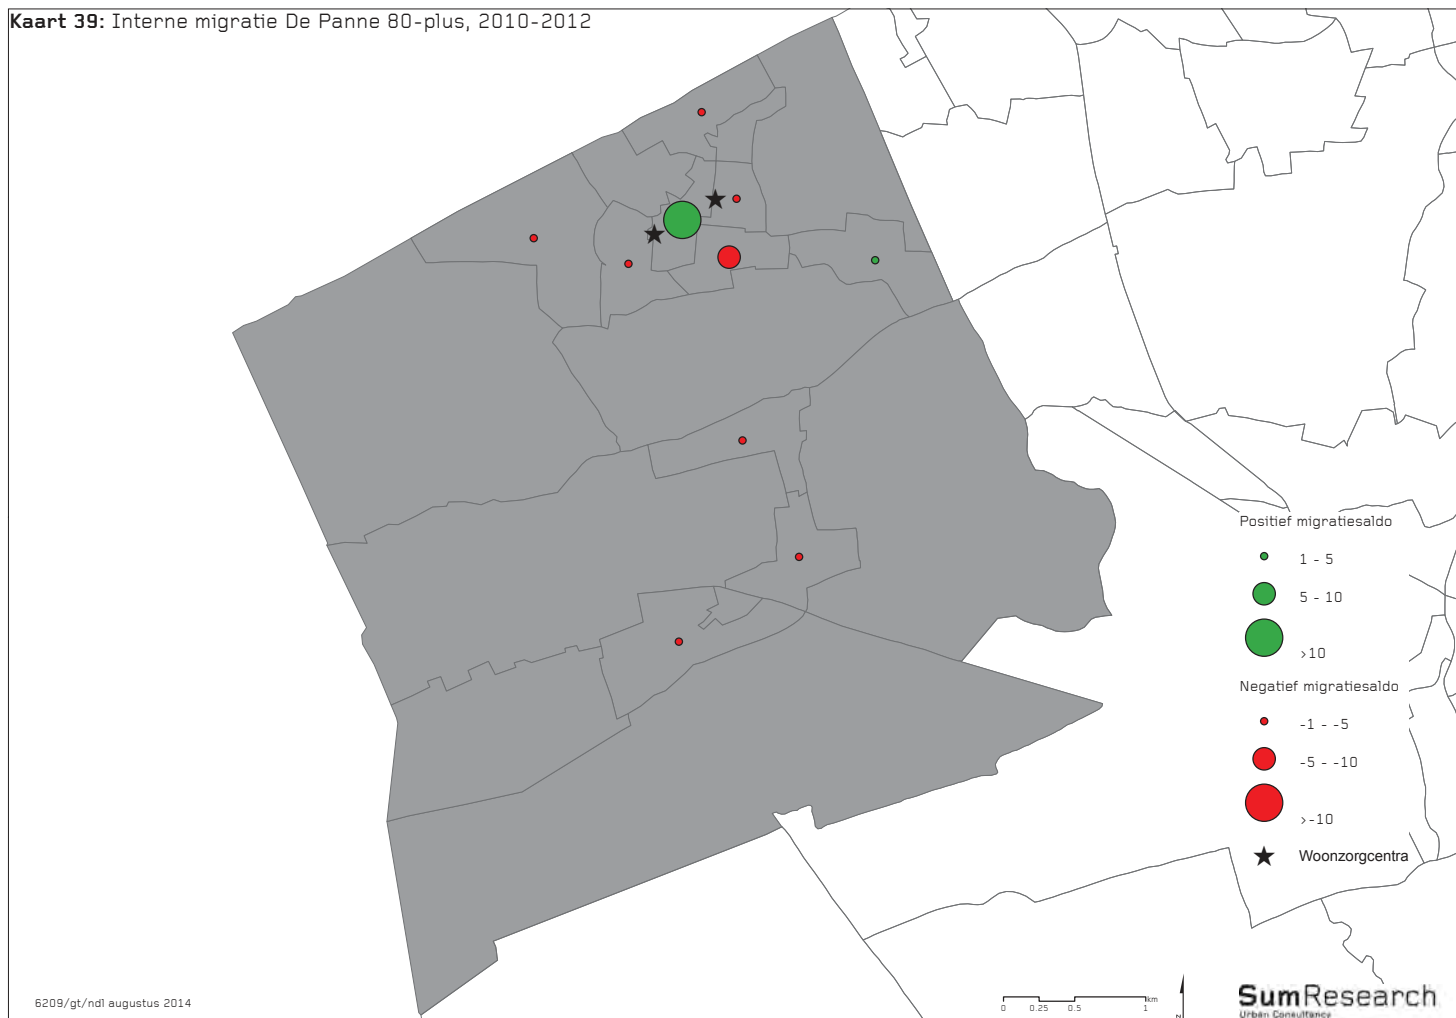 Kaart 39: Interne migratie De Panne 80-plus, 2010-2012
Positief migratiesaldo
1 - 5
5 - 10
>10
Negatief migratiesaldo
-1 - -5
-5 - -10
>-10
Woonzorgcentra
6209/gt/ndl augustus 2014
km
0 0.25 0.5 1
N
SumResearch
Urban Consultance